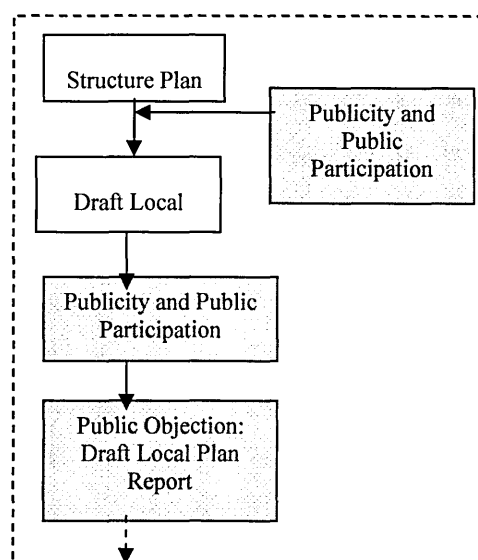 Structure Plan
Publicity and
Public
Participation
Draft Local
Publicity and Public
Participation
Public Objection:
Draft Local Plan
Report